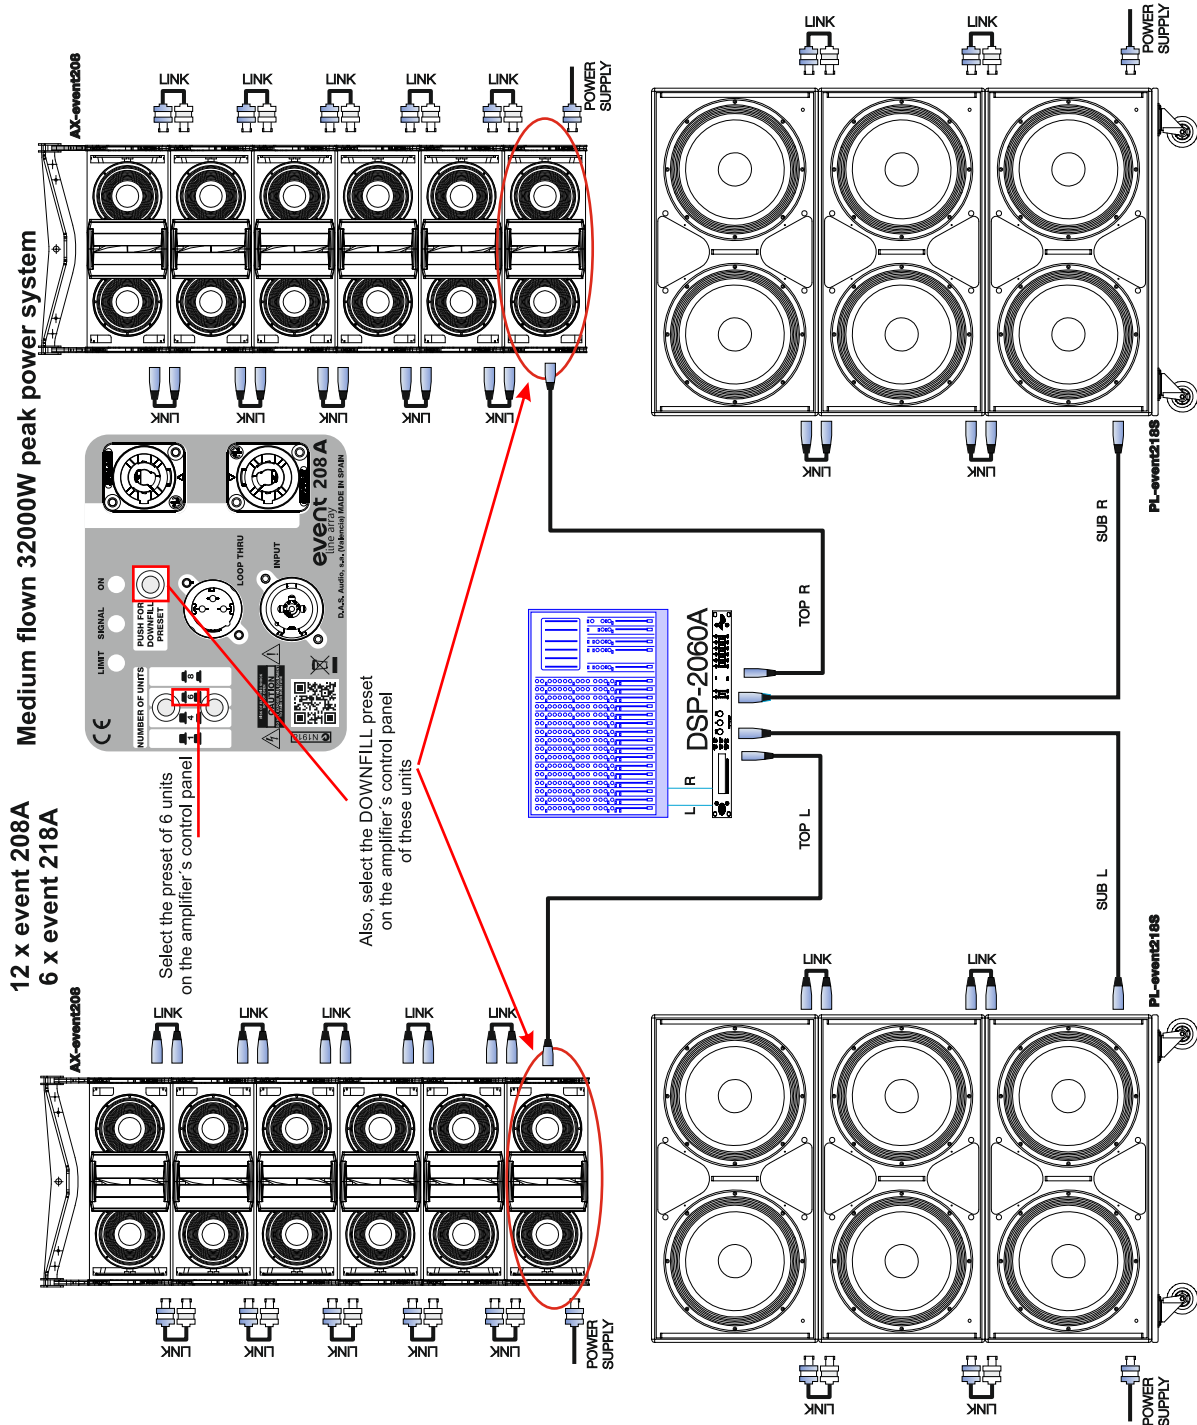 12 x event 208A
6 x event 218A
Medium flown 32000W peak power system
AX-event208
AX-event208
LINK
LINK
LINK
LINK
LINK
POWER
SUPPLY
LINK
LINK
LINK
LINK
LINK
LINK
LINK
LINK
LINK
LINK
POWER
SUPPLY
LINK
LINK
LINK
LINK
LINK
Select the preset of 6 units
on the amplifier´s control panel
Also, select the DOWNFILL preset
on the amplifier´s control panel
of these units
CE
NUMBER OF UNITS
1
4
6
8
LIMIT
SIGNAL
ON
PUSH FOR
DOWNFILL
PRESET
LOOP THRU
INPUT
CAUTION
N191
event 208A
line array
D.A.S. Audio, s.a. (Valencia) MADE IN SPAIN
L
R
DSP-2060A
TOP L
TOP R
SUB L
SUB R
LINK
LINK
POWER
SUPPLY
LINK
LINK
PL-event218S
LINK
LINK
PL-event218S
LINK
LINK
POWER
SUPPLY